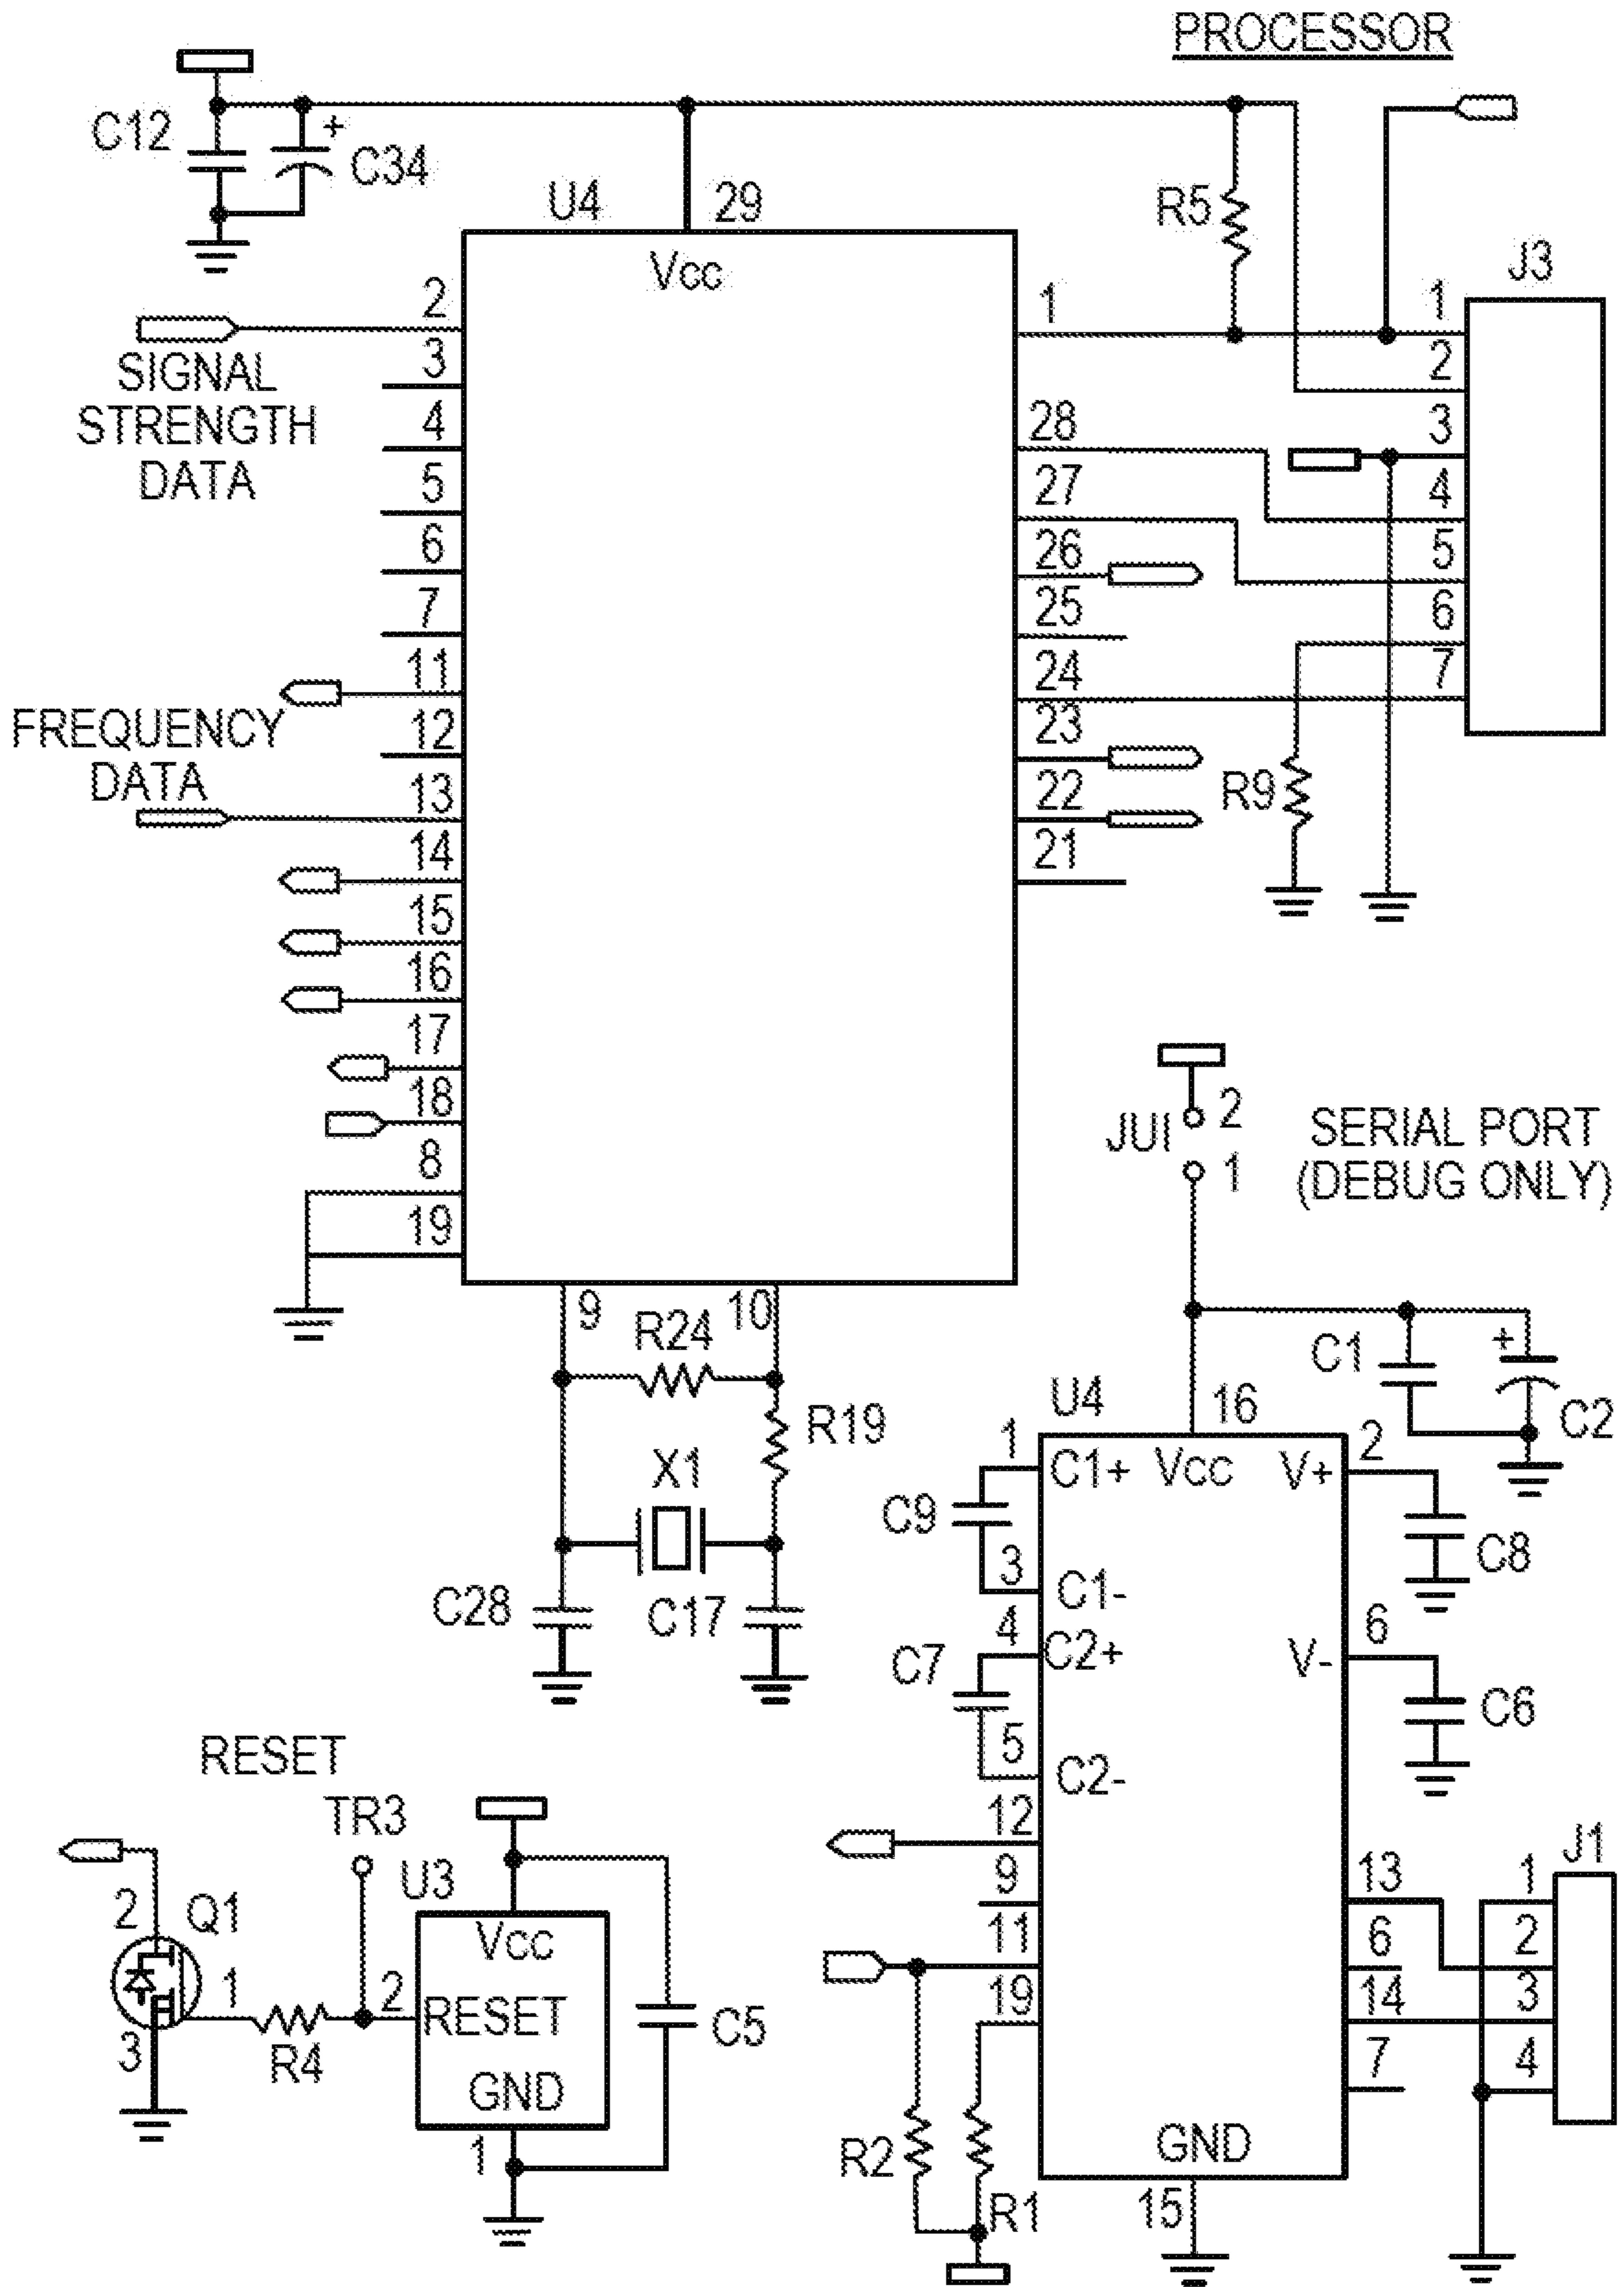 PROCESSOR
C12
+
C34
U4
29
VCC
R5
J3
2
1
1
SIGNAL
STRENGTH
DATA
3
2
4
28
3
5
27
4
6
26
5
7
25
6
11
24
7
FREQUENCY
DATA
12
23
13
22
R9
14
21
15
16
17
18
8
19
JUI
2
1
SERIAL PORT
(DEBUG ONLY)
9
R24
10
R19
X1
C28
C17
C1
+
C2
U4
16
1
C1+
VCC
V+
2
C9
C8
3
C1-
4
C2+
V-
6
C7
C6
5
C2-
12
9
11
19
13
6
14
7
J1
1
2
3
4
R2
R1
GND
15
RESET
TR3
U3
2
Q1
VCC
1
2
RESET
C5
3
R4
GND
1